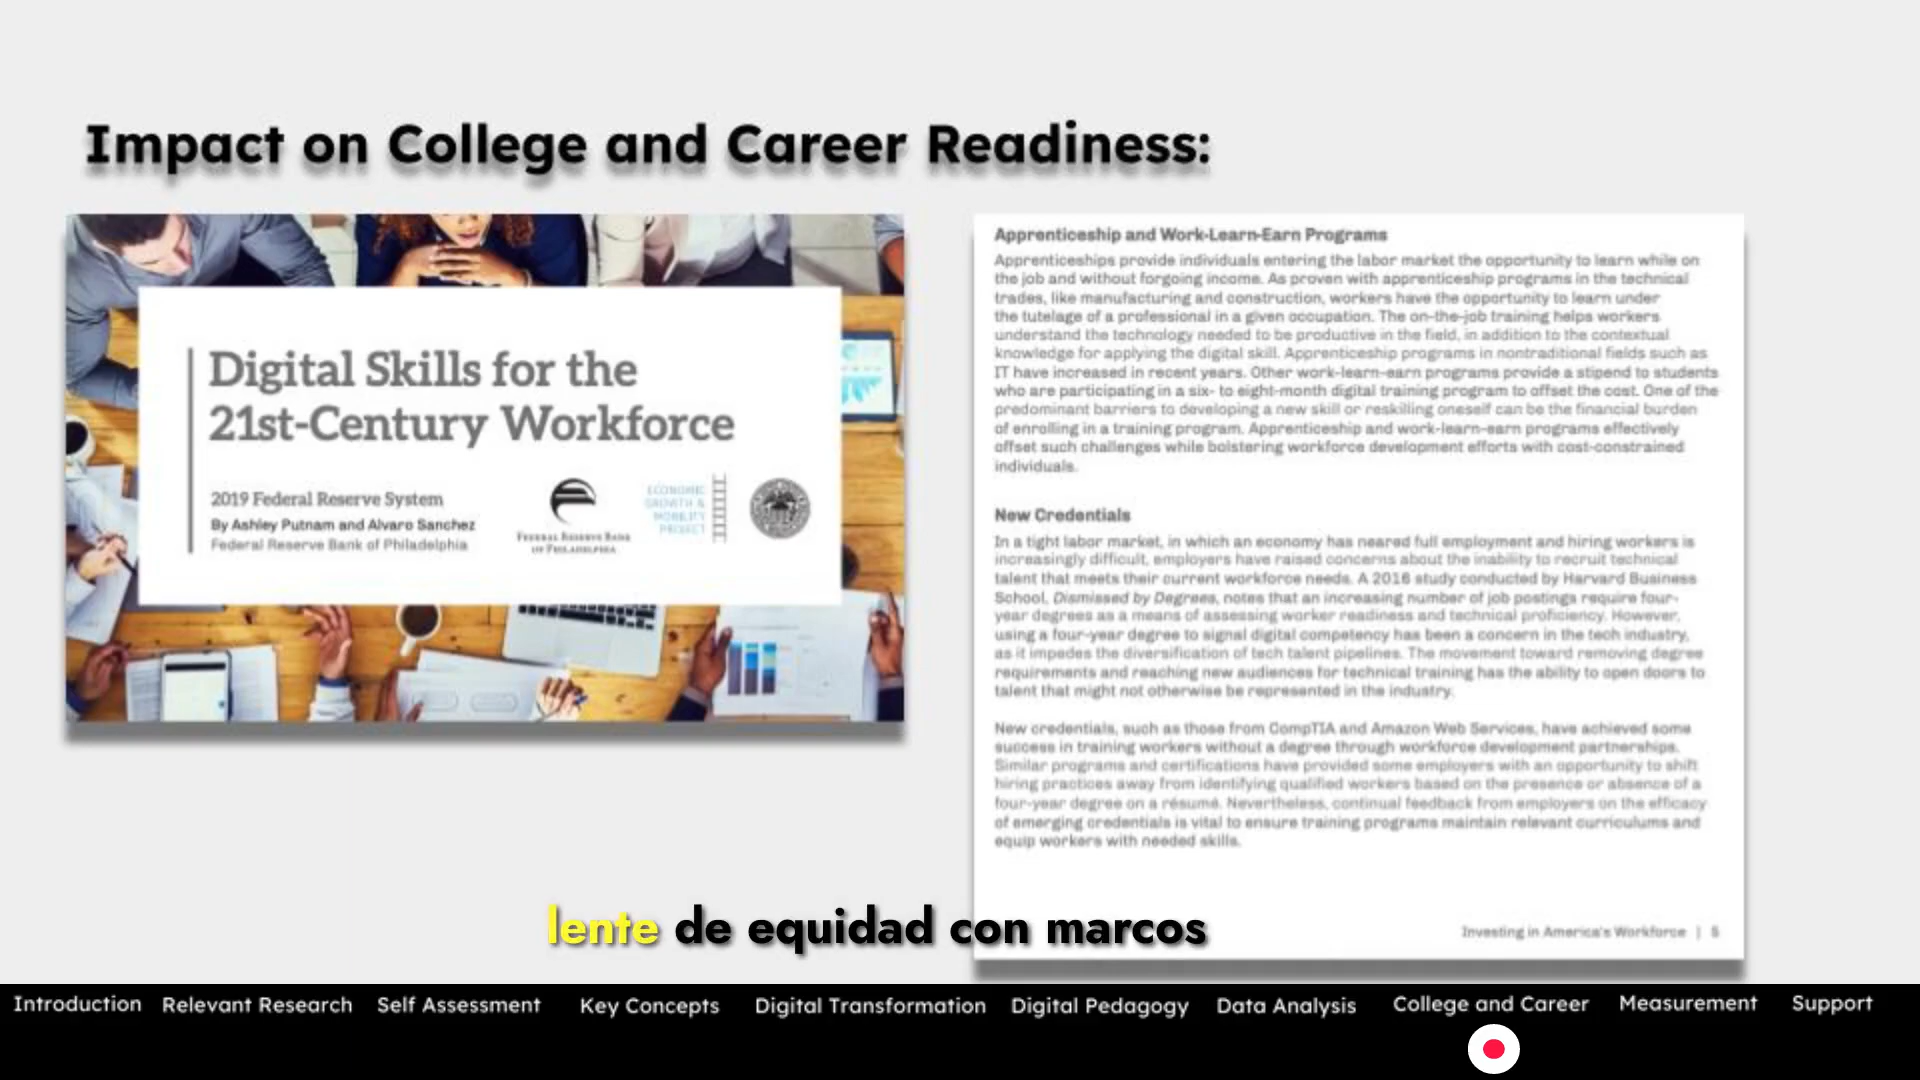 Impact on College and Career Readiness:
Digital Skills for the
21st-Century Workforce
2019 Federal Reserve System
By Ashley Putnam and Alvaro Sanchez
Federal Reserve Bank of Philadelphia
FEDERAL RESERVE BANK
OF PHILADELPHIA
ECONOMIC
GROWTH &
MOBILITY
PROJECT
Apprenticeship and Work-Learn-Earn Programs
Apprenticeships provide individuals entering the labor market the opportunity to learn while on
the job and without forgoing income. As proven with apprenticeship programs in the technical
trades, like manufacturing and construction, workers have the opportunity to learn under
the tutelage of a professional in a given occupation. The on-the-job training helps workers
understand the technology needed to be productive in the field, in addition to the contextual
knowledge for applying the digital skill. Apprenticeship programs in nontraditional fields such as
IT have increased in recent years. Other work-learn-earn programs provide a stipend to students
who are participating in a six- to eight-month digital training program to offset the cost. One of the
predominant barriers to developing a new skill or reskilling oneself can be the financial burden
of enrolling in a training program. Apprenticeship and work-learn-earn programs effectively
offset such challenges while bolstering workforce development efforts with cost-constrained
individuals.
New Credentials
In a tight labor market, in which an economy has neared full employment and hiring workers is
increasingly difficult, employers have raised concerns about the inability to recruit technical
talent that meets their current workforce needs. A 2016 study conducted by Harvard Business
School, Dismissed by Degrees, notes that an increasing number of job postings require four-
year degrees as a means of assessing worker readiness and technical proficiency. However,
using a four-year degree to signal digital competency has been a concern in the tech industry,
as it impedes the diversification of tech talent pipelines. The movement toward removing degree
requirements and reaching new audiences for technical training has the ability to open doors to
talent that might not otherwise be represented in the industry.
New credentials, such as those from CompTIA and Amazon Web Services, have achieved some
success in training workers without a degree through workforce development partnerships.
Similar programs and certifications have provided some employers with an opportunity to shift
hiring practices away from identifying qualified workers based on the presence or absence of a
four-year degree on a résumé. Nevertheless, continual feedback from employers on the efficacy
of emerging credentials is vital to ensure training programs maintain relevant curriculums and
equip workers with needed skills.
Investing in America's Workforce | 5
lente de equidad con marcos
Introduction Relevant Research Self Assessment Key Concepts Digital Transformation Digital Pedagogy Data Analysis College and Career Measurement Support